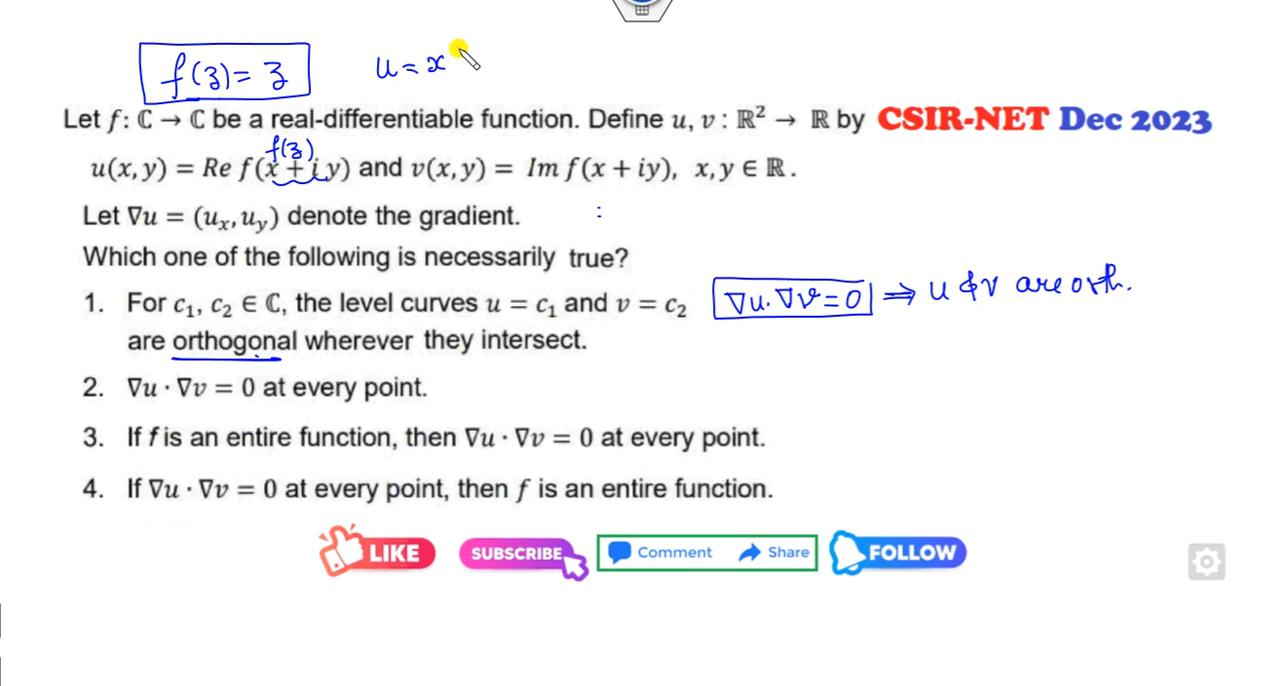 f(z) = z    u = x
Let f: ℂ → ℂ be a real-differentiable function. Define u, v : ℝ² → ℝ by CSIR-NET Dec 2023
f(z)
u(x, y) = Re f(x + i y) and v(x, y) = Im f(x + iy), x, y ∈ ℝ.
Let ∇u = (uₓ, u_y) denote the gradient. :
Which one of the following is necessarily true?
1. For c₁, c₂ ∈ ℂ, the level curves u = c₁ and v = c₂ ∇u·∇v = 0 ⇒ u & v are orth.
are orthogonal wherever they intersect.
2. ∇u · ∇v = 0 at every point.
3. If f is an entire function, then ∇u · ∇v = 0 at every point.
4. If ∇u · ∇v = 0 at every point, then f is an entire function.
LIKE SUBSCRIBE Comment Share FOLLOW